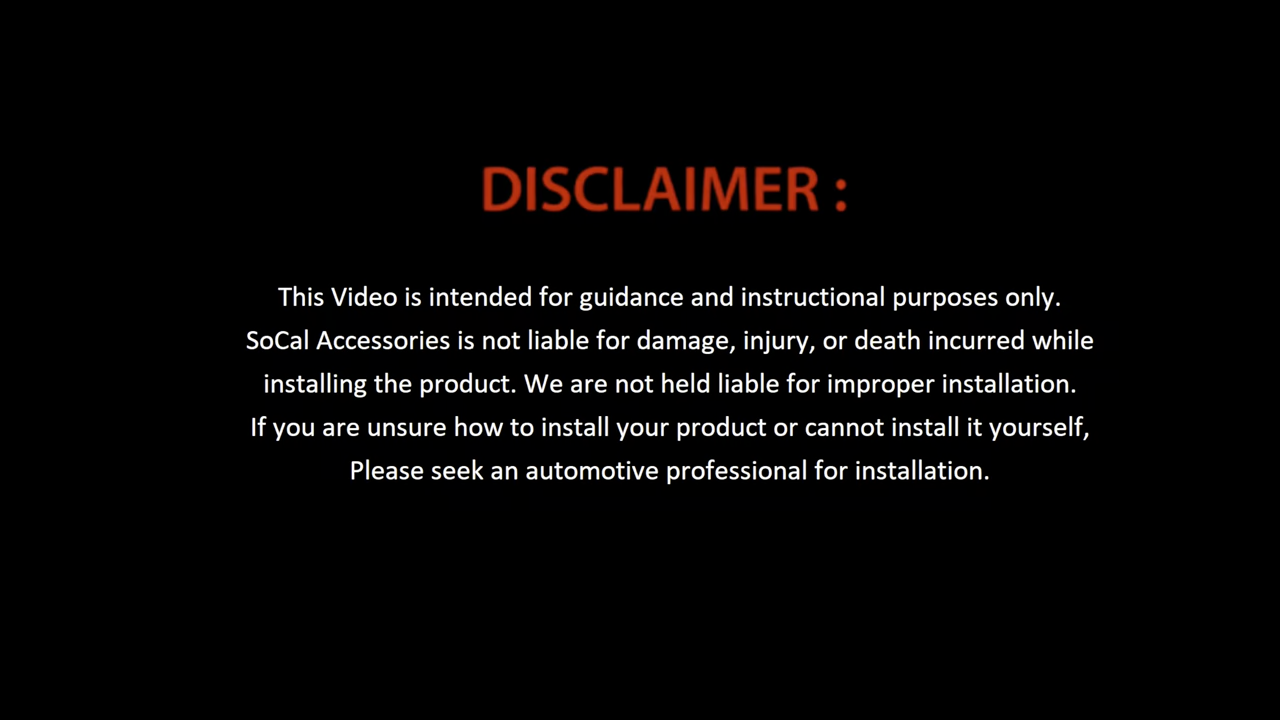 DISCLAIMER :
This Video is intended for guidance and instructional purposes only.
SoCal Accessories is not liable for damage, injury, or death incurred while
installing the product. We are not held liable for improper installation.
If you are unsure how to install your product or cannot install it yourself,
Please seek an automotive professional for installation.